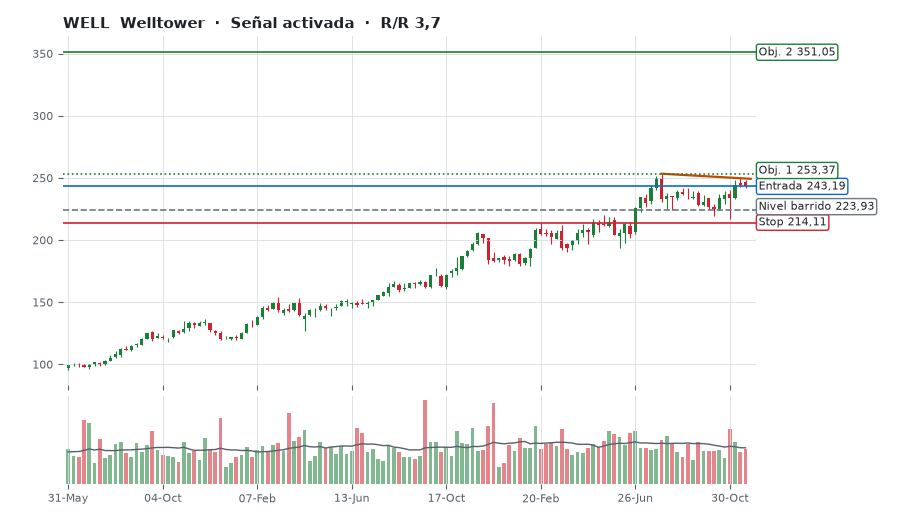 WELL Welltower · Señal activada · R/R 3,7
350
300
250
200
150
100
Obj. 2 351,05
Obj. 1 253,37
Entrada 243,19
Nivel barrido 223,93
Stop 214,11
31-May
04-Oct
07-Feb
13-Jun
17-Oct
20-Feb
26-Jun
30-Oct